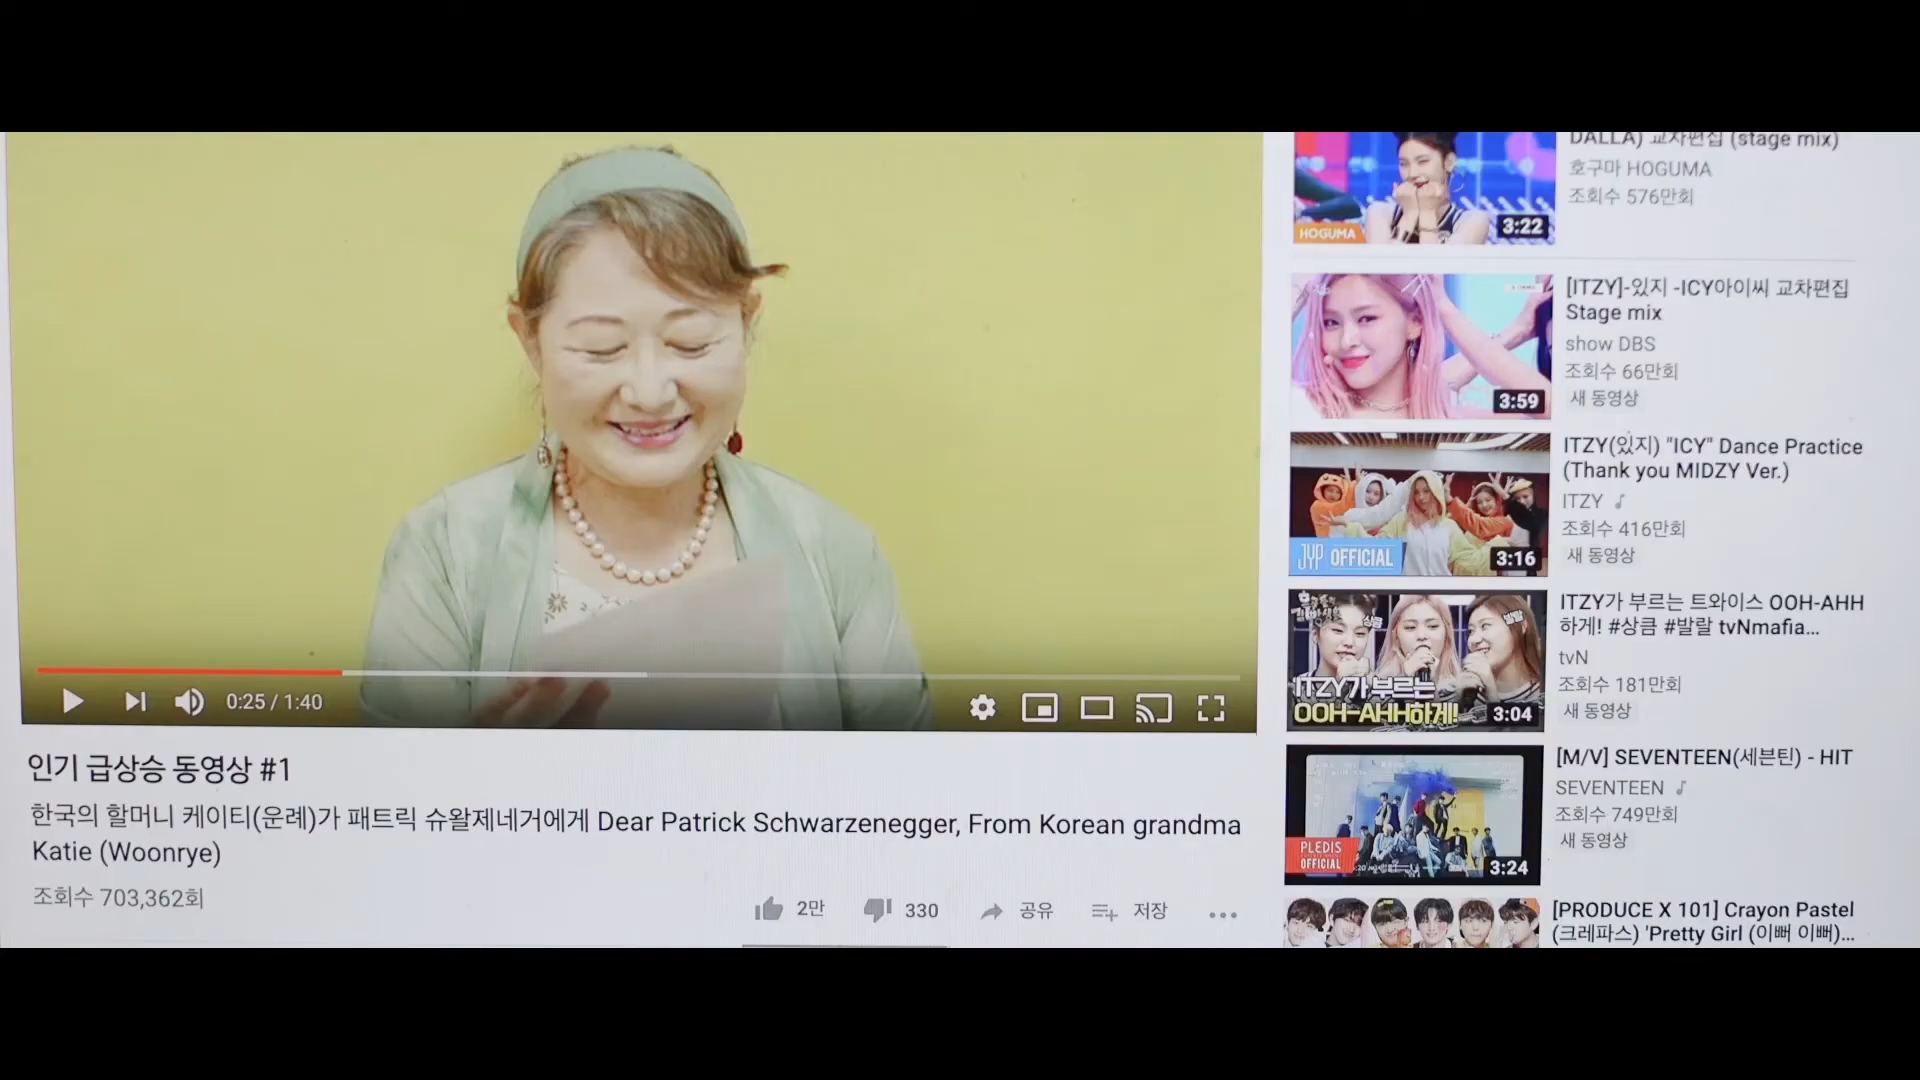 0:25 / 1:40
인기 급상승 동영상 #1
한국의 할머니 케이티(운례)가 패트릭 슈왈제네거에게 Dear Patrick Schwarzenegger, From Korean grandma
Katie (Woonrye)
조회수 703,362회
2만
330
공유
저장
DALLA) 교차편집 (stage mix)
호구마 HOGUMA
조회수 576만회
HOGUMA
3:22
[ITZY]-있지 -ICY아이씨 교차편집
Stage mix
show DBS
조회수 66만회
새 동영상
3:59
ITZY(있지) "ICY" Dance Practice
(Thank you MIDZY Ver.)
ITZY
조회수 416만회
새 동영상
JYP OFFICIAL
3:16
ITZY가 부르는 트와이스 OOH-AHH
하게! #상큼 #발랄 tvNmafia...
tvN
조회수 181만회
새 동영상
상큼
발랄
ITZY가 부르는
OOH-AHH하게!
3:04
[M/V] SEVENTEEN(세븐틴) - HIT
SEVENTEEN
조회수 749만회
새 동영상
PLEDIS
OFFICIAL
3:24
[PRODUCE X 101] Crayon Pastel
(크레파스) 'Pretty Girl (이뻐 이뻐)...